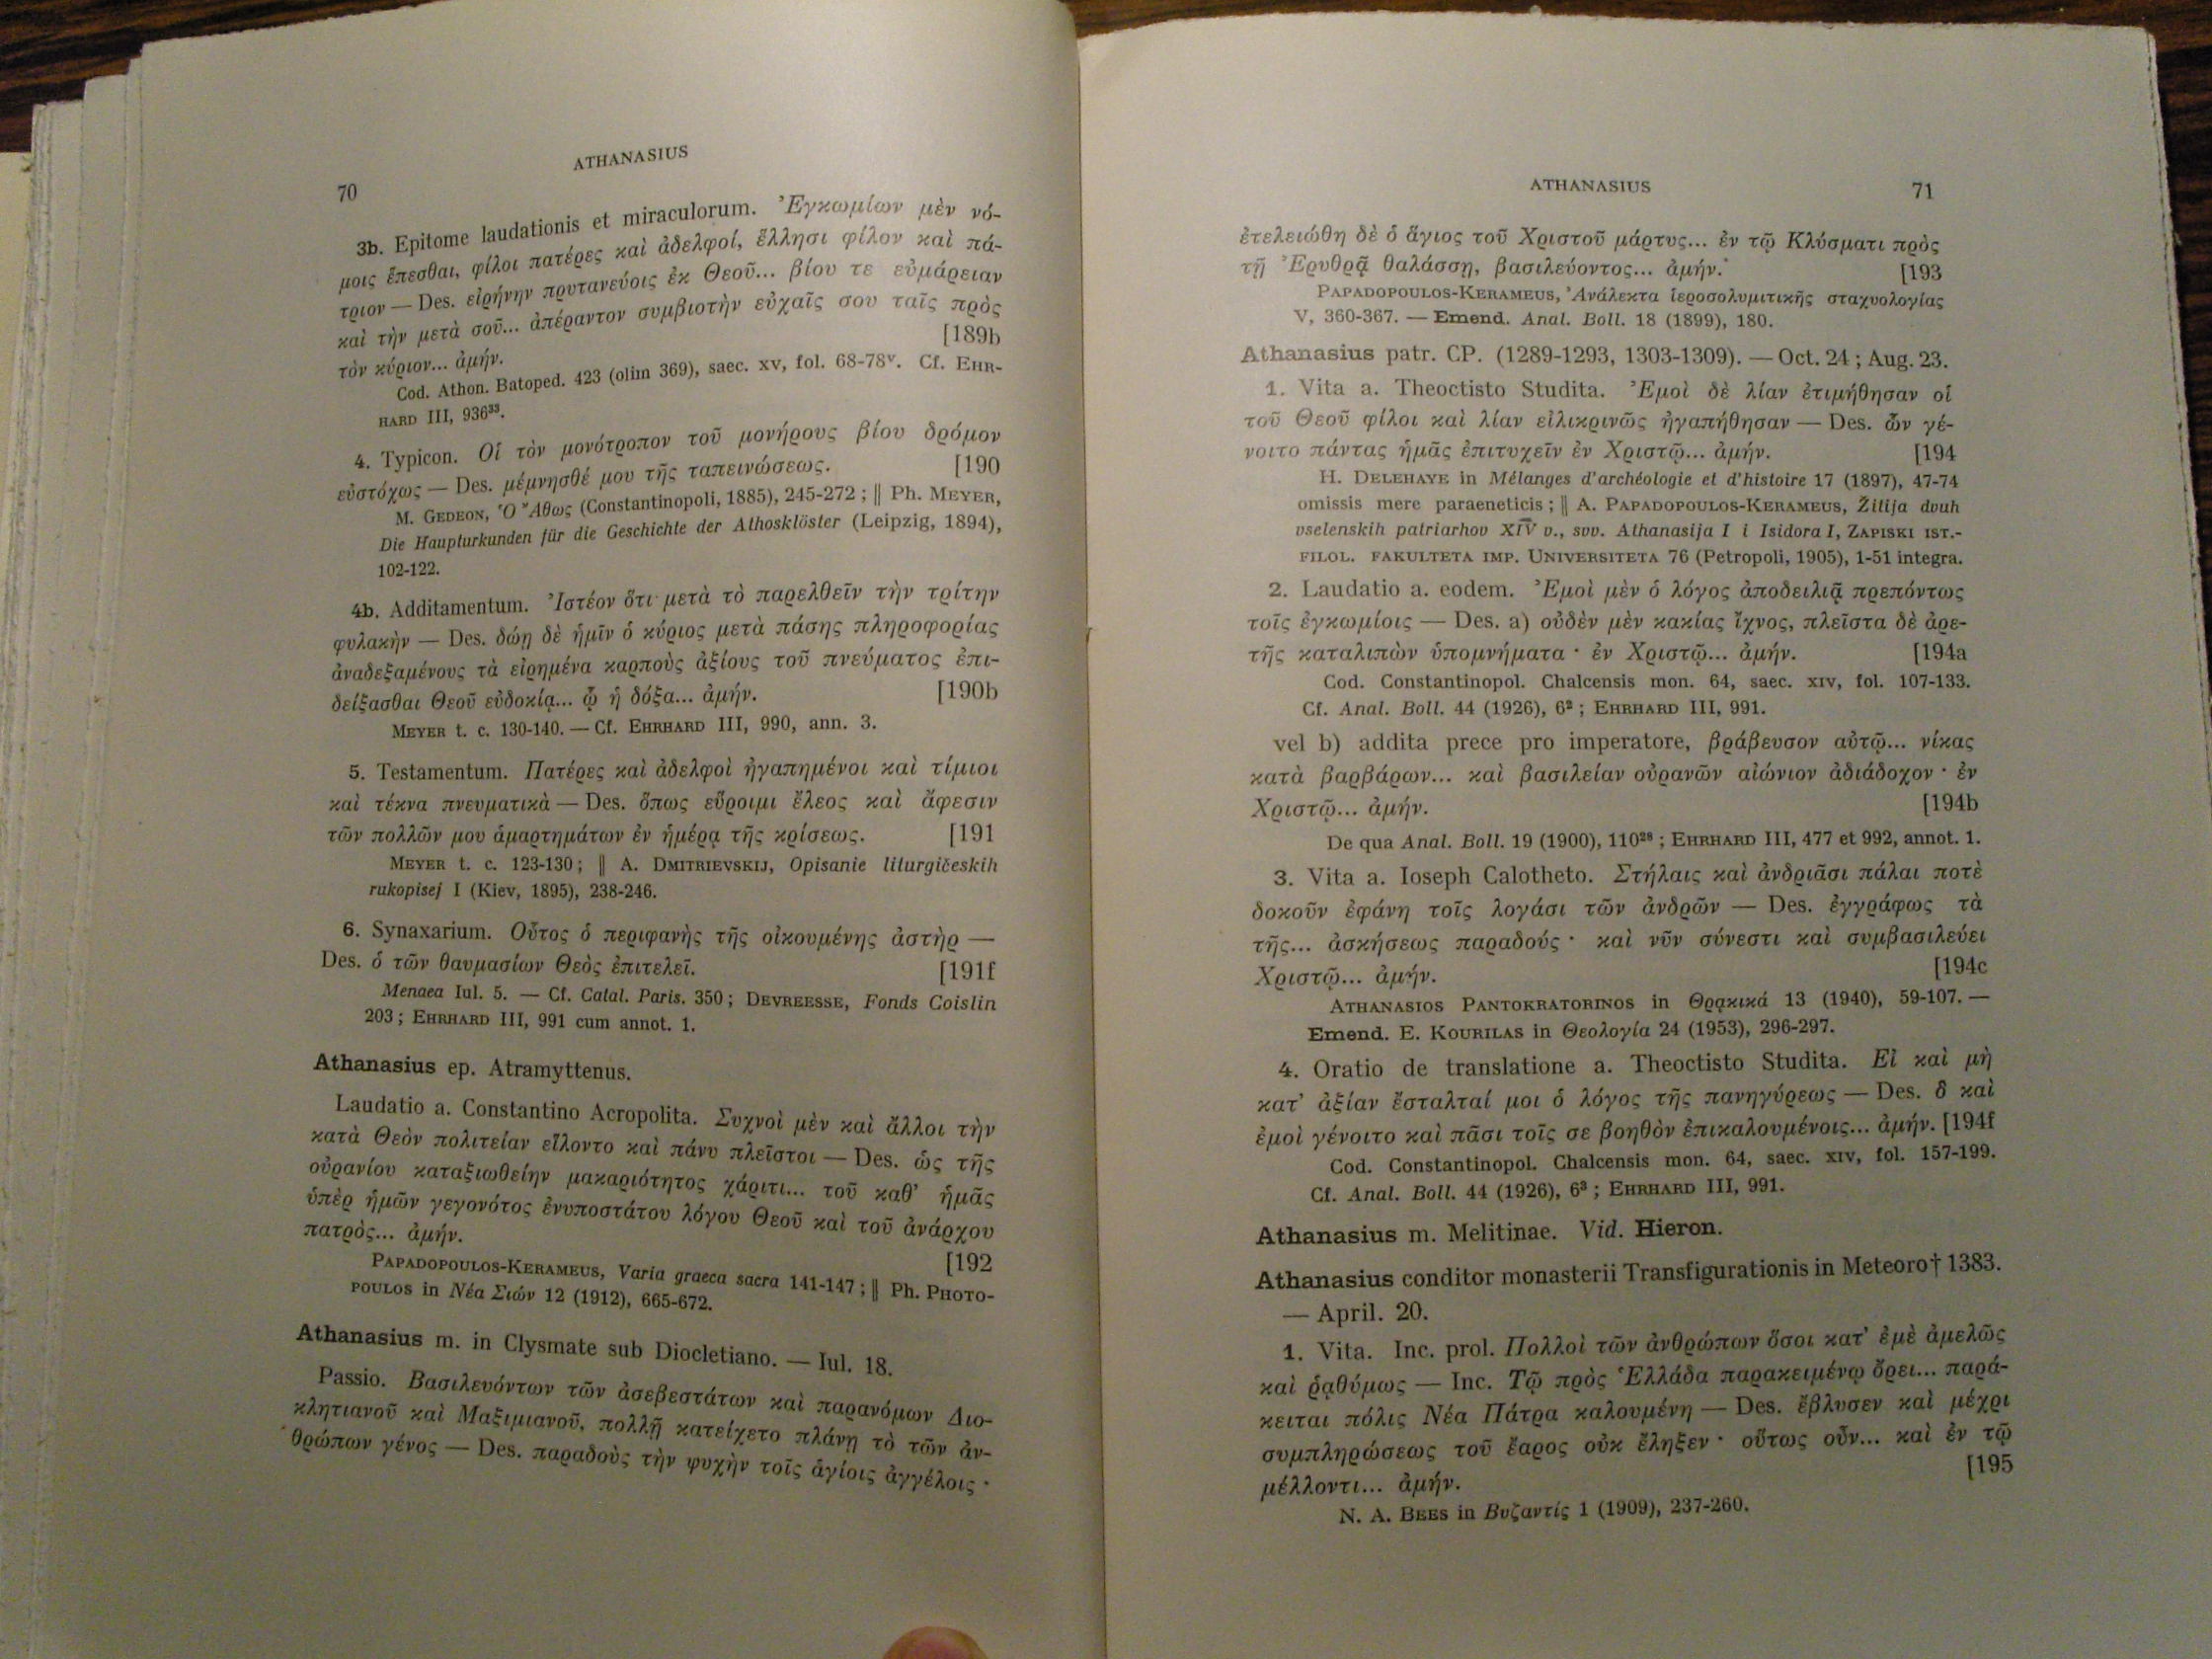 ATHANASIUS
70
3b. Epitome laudationis et miraculorum. Ἐγκωμίων μὲν νό-
μοις ἕπεσθαι, φίλοι πατέρες καὶ ἀδελφοί, ἕλλησι φίλον καὶ πά-
τριον — Des. εἰρήνην πρυτανεύοις ἐκ Θεοῦ... βίου τε εὐμάρειαν
καὶ τὴν μετὰ σοῦ... ἀπέραντον συμβιοτὴν εὐχαῖς σου ταῖς πρὸς
τὸν κύριον... ἀμήν. [189b
Cod. Athon. Batoped. 423 (olim 369), saec. xv, fol. 68-78ᵛ. Cf. EHR-
HARD III, 936³³.
4. Typicon. Οἱ τὸν μονότροπον τοῦ μονήρους βίου δρόμον
εὐστόχως — Des. μέμνησθέ μου τῆς ταπεινώσεως. [190
M. GEDEON, Ὁ Ἄθως (Constantinopoli, 1885), 245-272 ; ‖ Ph. MEYER,
Die Haupturkunden für die Geschichte der Athosklöster (Leipzig, 1894),
102-122.
4b. Additamentum. Ἰστέον ὅτι μετὰ τὸ παρελθεῖν τὴν τρίτην
φυλακὴν — Des. δώῃ δὲ ἡμῖν ὁ κύριος μετὰ πάσης πληροφορίας
ἀναδεξαμένους τὰ εἰρημένα καρποὺς ἀξίους τοῦ πνεύματος ἐπι-
δείξασθαι Θεοῦ εὐδοκίᾳ... ᾧ ἡ δόξα... ἀμήν. [190b
MEYER t. c. 130-140. — Cf. EHRHARD III, 990, ann. 3.
5. Testamentum. Πατέρες καὶ ἀδελφοὶ ἠγαπημένοι καὶ τίμιοι
καὶ τέκνα πνευματικὰ — Des. ὅπως εὕροιμι ἔλεος καὶ ἄφεσιν
τῶν πολλῶν μου ἁμαρτημάτων ἐν ἡμέρᾳ τῆς κρίσεως. [191
MEYER t. c. 123-130 ; ‖ A. DMITRIEVSKIJ, Opisanie liturgičeskih
rukopisej I (Kiev, 1895), 238-246.
6. Synaxarium. Οὗτος ὁ περιφανὴς τῆς οἰκουμένης ἀστὴρ —
Des. ὁ τῶν θαυμασίων Θεὸς ἐπιτελεῖ. [191f
Menaea Iul. 5. — Cf. Catal. Paris. 350 ; DEVREESSE, Fonds Coislin
203 ; EHRHARD III, 991 cum annot. 1.
Athanasius ep. Atramyttenus.
Laudatio a. Constantino Acropolita. Συχνοὶ μὲν καὶ ἄλλοι τὴν
κατὰ Θεὸν πολιτείαν εἵλοντο καὶ πάνυ πλεῖστοι — Des. ὡς τῆς
οὐρανίου καταξιωθείην μακαριότητος χάριτι... τοῦ καθ’ ἡμᾶς
ὑπὲρ ἡμῶν γεγονότος ἐνυποστάτου λόγου Θεοῦ καὶ τοῦ ἀνάρχου
πατρὸς... ἀμήν. [192
PAPADOPOULOS-KERAMEUS, Varia graeca sacra 141-147 ; ‖ Ph. PHOTO-
POULOS in Νέα Σιών 12 (1912), 665-672.
Athanasius m. in Clysmate sub Diocletiano. — Iul. 18.
Passio. Βασιλευόντων τῶν ἀσεβεστάτων καὶ παρανόμων Διο-
κλητιανοῦ καὶ Μαξιμιανοῦ, πολλῇ κατείχετο πλάνῃ τὸ τῶν ἀν-
θρώπων γένος — Des. παραδοὺς τὴν ψυχὴν τοῖς ἁγίοις ἀγγέλοις ·
ATHANASIUS 71
ἐτελειώθη δὲ ὁ ἅγιος τοῦ Χριστοῦ μάρτυς... ἐν τῷ Κλύσματι πρὸς
τῇ Ἐρυθρᾷ θαλάσσῃ, βασιλεύοντος... ἀμήν. [193
PAPADOPOULOS-KERAMEUS, Ἀνάλεκτα ἱεροσολυμιτικῆς σταχυολογίας
V, 360-367. — Emend. Anal. Boll. 18 (1899), 180.
Athanasius patr. CP. (1289-1293, 1303-1309). — Oct. 24 ; Aug. 23.
1. Vita a. Theoctisto Studita. Ἐμοὶ δὲ λίαν ἐτιμήθησαν οἱ
τοῦ Θεοῦ φίλοι καὶ λίαν εἰλικρινῶς ἠγαπήθησαν — Des. ὧν γέ-
νοιτο πάντας ἡμᾶς ἐπιτυχεῖν ἐν Χριστῷ... ἀμήν. [194
H. DELEHAYE in Mélanges d’archéologie et d’histoire 17 (1897), 47-74
omissis mere paraeneticis ; ‖ A. PAPADOPOULOS-KERAMEUS, Žitija dvuh
vselenskih patriarhov XIV v., svv. Athanasija I i Isidora I, ZAPISKI IST.-
FILOL. FAKULTETA IMP. UNIVERSITETA 76 (Petropoli, 1905), 1-51 integra.
2. Laudatio a. eodem. Ἐμοὶ μὲν ὁ λόγος ἀποδειλιᾷ πρεπόντως
τοῖς ἐγκωμίοις — Des. a) οὐδὲν μὲν κακίας ἴχνος, πλεῖστα δὲ ἀρε-
τῆς καταλιπὼν ὑπομνήματα · ἐν Χριστῷ... ἀμήν. [194a
Cod. Constantinopol. Chalcensis mon. 64, saec. xiv, fol. 107-133.
Cf. Anal. Boll. 44 (1926), 6² ; EHRHARD III, 991.
vel b) addita prece pro imperatore, βράβευσον αὐτῷ... νίκας
κατὰ βαρβάρων... καὶ βασιλείαν οὐρανῶν αἰώνιον ἀδιάδοχον · ἐν
Χριστῷ... ἀμήν. [194b
De qua Anal. Boll. 19 (1900), 110²⁸ ; EHRHARD III, 477 et 992, annot. 1.
3. Vita a. Ioseph Calotheto. Στήλαις καὶ ἀνδριᾶσι πάλαι ποτὲ
δοκοῦν ἐφάνη τοῖς λογάσι τῶν ἀνδρῶν — Des. ἐγγράφως τὰ
τῆς... ἀσκήσεως παραδούς · καὶ νῦν σύνεστι καὶ συμβασιλεύει
Χριστῷ... ἀμήν. [194c
ATHANASIOS PANTOKRATORINOS in Θρᾳκικά 13 (1940), 59-107. —
Emend. E. KOURILAS in Θεολογία 24 (1953), 296-297.
4. Oratio de translatione a. Theoctisto Studita. Εἰ καὶ μὴ
κατ’ ἀξίαν ἔσταλταί μοι ὁ λόγος τῆς πανηγύρεως — Des. ὃ καὶ
ἐμοὶ γένοιτο καὶ πᾶσι τοῖς σε βοηθὸν ἐπικαλουμένοις... ἀμήν. [194f
Cod. Constantinopol. Chalcensis mon. 64, saec. xiv, fol. 157-199.
Cf. Anal. Boll. 44 (1926), 6³ ; EHRHARD III, 991.
Athanasius m. Melitinae. Vid. Hieron.
Athanasius conditor monasterii Transfigurationis in Meteoro † 1383.
— April. 20.
1. Vita. Inc. prol. Πολλοὶ τῶν ἀνθρώπων ὅσοι κατ’ ἐμὲ ἀμελῶς
καὶ ῥᾳθύμως — Inc. Τῷ πρὸς Ἑλλάδα παρακειμένῳ ὄρει... παρά-
κειται πόλις Νέα Πάτρα καλουμένη — Des. ἔβλυσεν καὶ μέχρι
συμπληρώσεως τοῦ ἔαρος οὐκ ἔληξεν · οὕτως οὖν... καὶ ἐν τῷ
μέλλοντι... ἀμήν. [195
N. A. BEES in Βυζαντίς 1 (1909), 237-260.